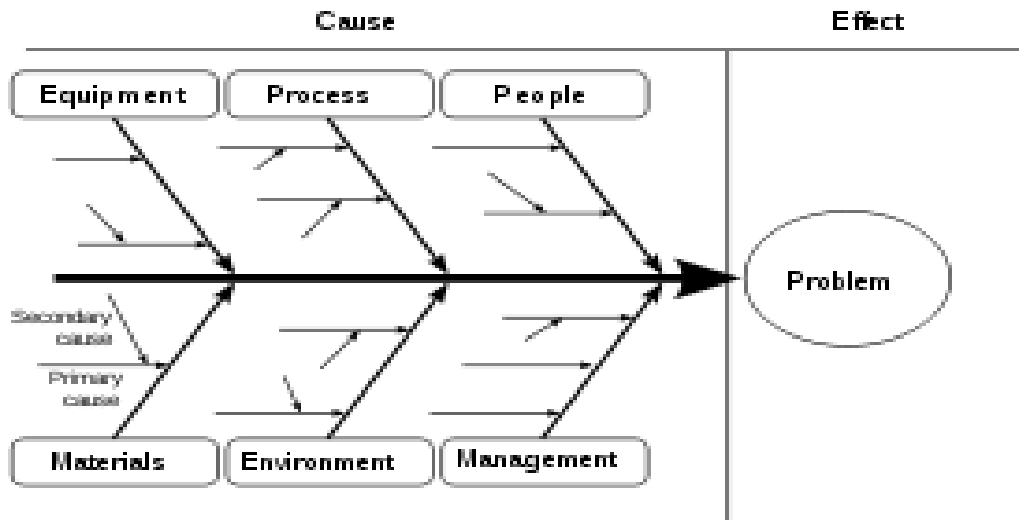 Cause Effect
Equipment Process People
Problem
Secondary
cause
Primary
cause
Materials Environment Management